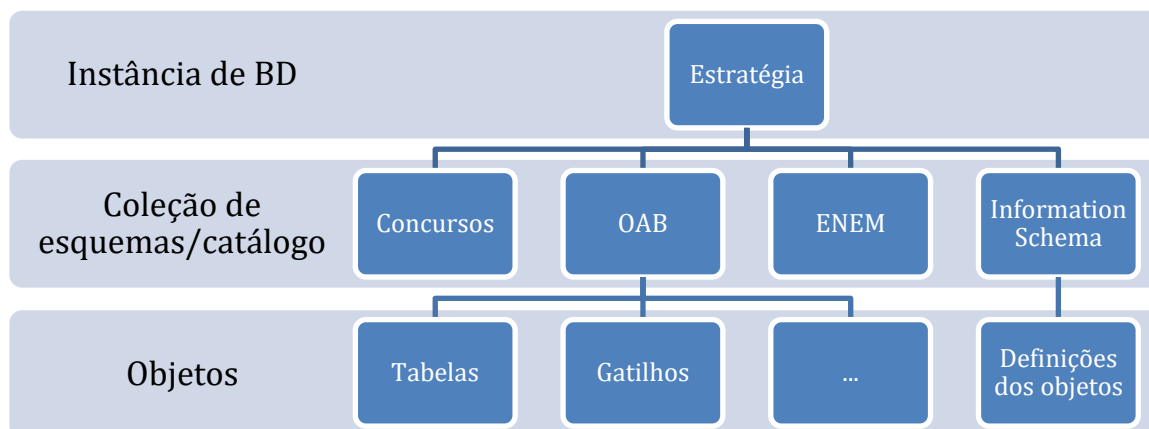 Instância de BD
Estratégia
Coleção de
esquemas/catálogo
Concursos
OAB
ENEM
Information
Schema
Objetos
Tabelas
Gatilhos
...
Definições
dos objetos